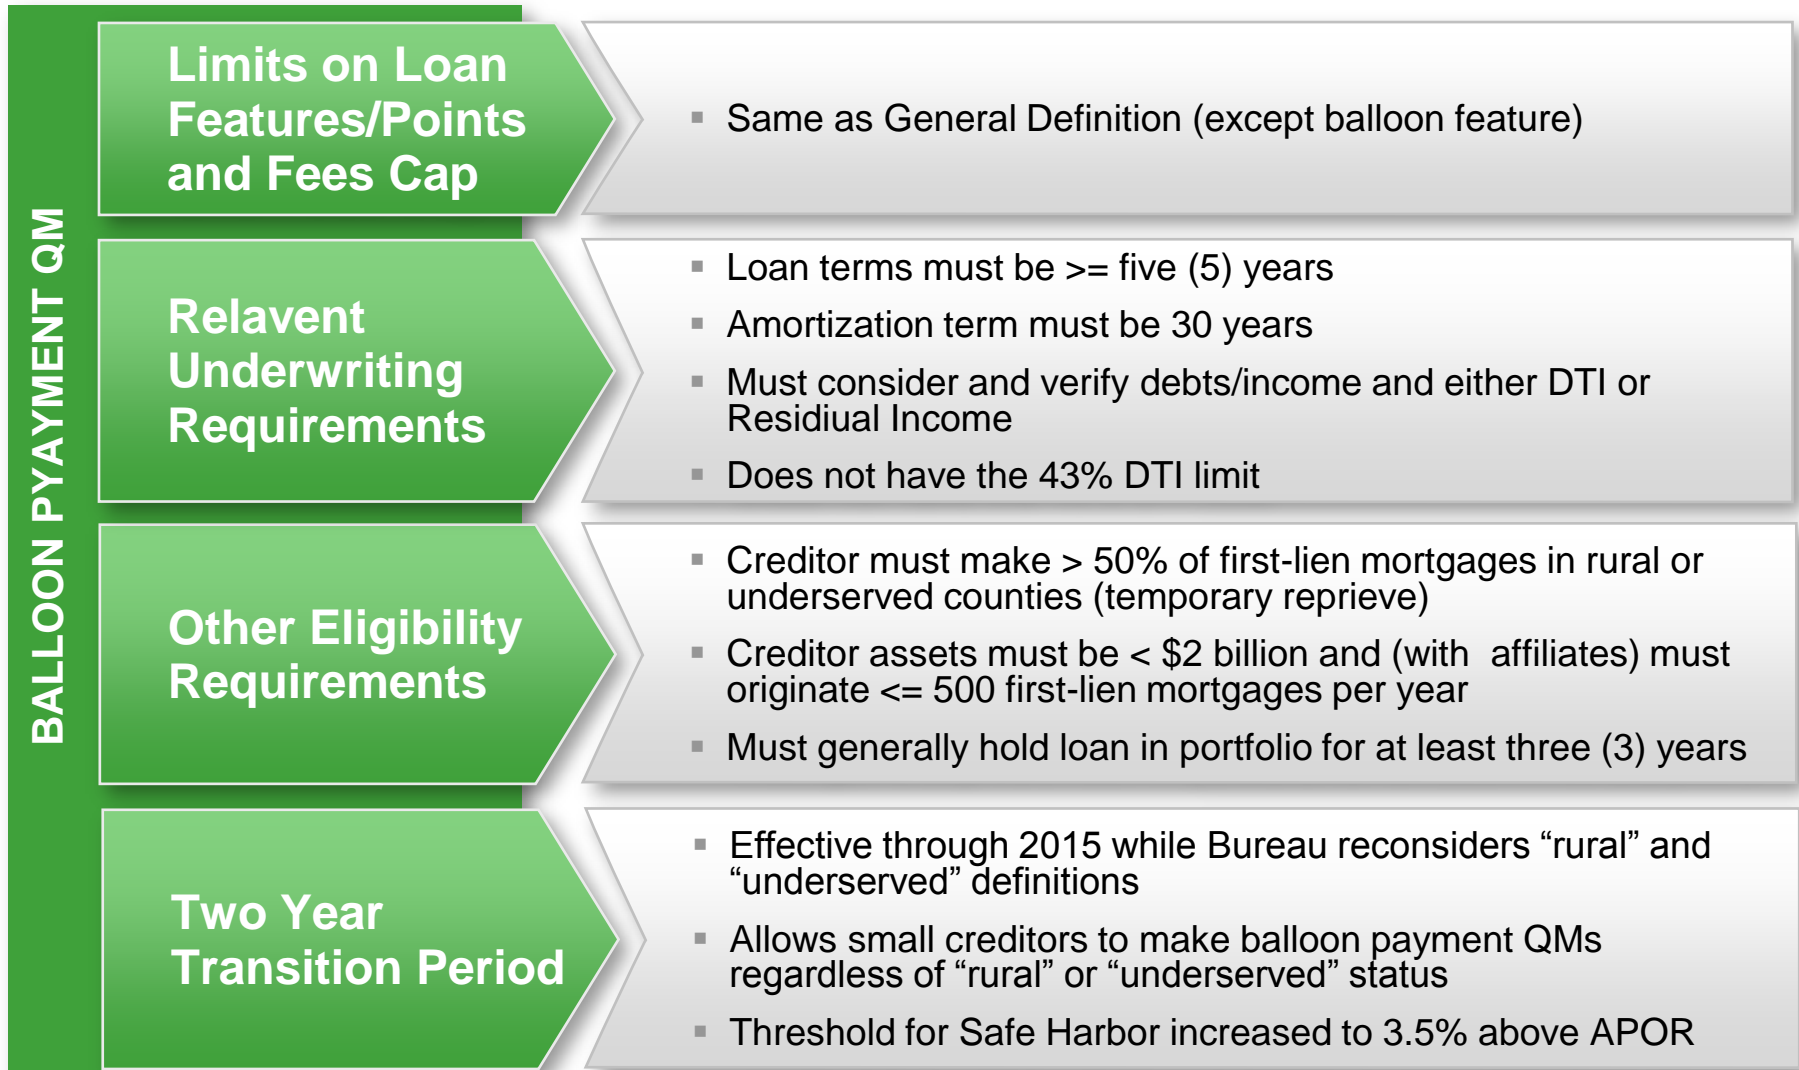 BALLOON PYAYMENT QM
Limits on Loan
Features/Points
and Fees Cap
▪ Same as General Definition (except balloon feature)
Relavent
Underwriting
Requirements
▪ Loan terms must be >= five (5) years
▪ Amortization term must be 30 years
▪ Must consider and verify debts/income and either DTI or
Residiual Income
▪ Does not have the 43% DTI limit
Other Eligibility
Requirements
▪ Creditor must make > 50% of first-lien mortgages in rural or
underserved counties (temporary reprieve)
▪ Creditor assets must be < $2 billion and (with  affiliates) must
originate <= 500 first-lien mortgages per year
▪ Must generally hold loan in portfolio for at least three (3) years
Two Year
Transition Period
▪ Effective through 2015 while Bureau reconsiders “rural” and
“underserved” definitions
▪ Allows small creditors to make balloon payment QMs
regardless of “rural” or “underserved” status
▪ Threshold for Safe Harbor increased to 3.5% above APOR